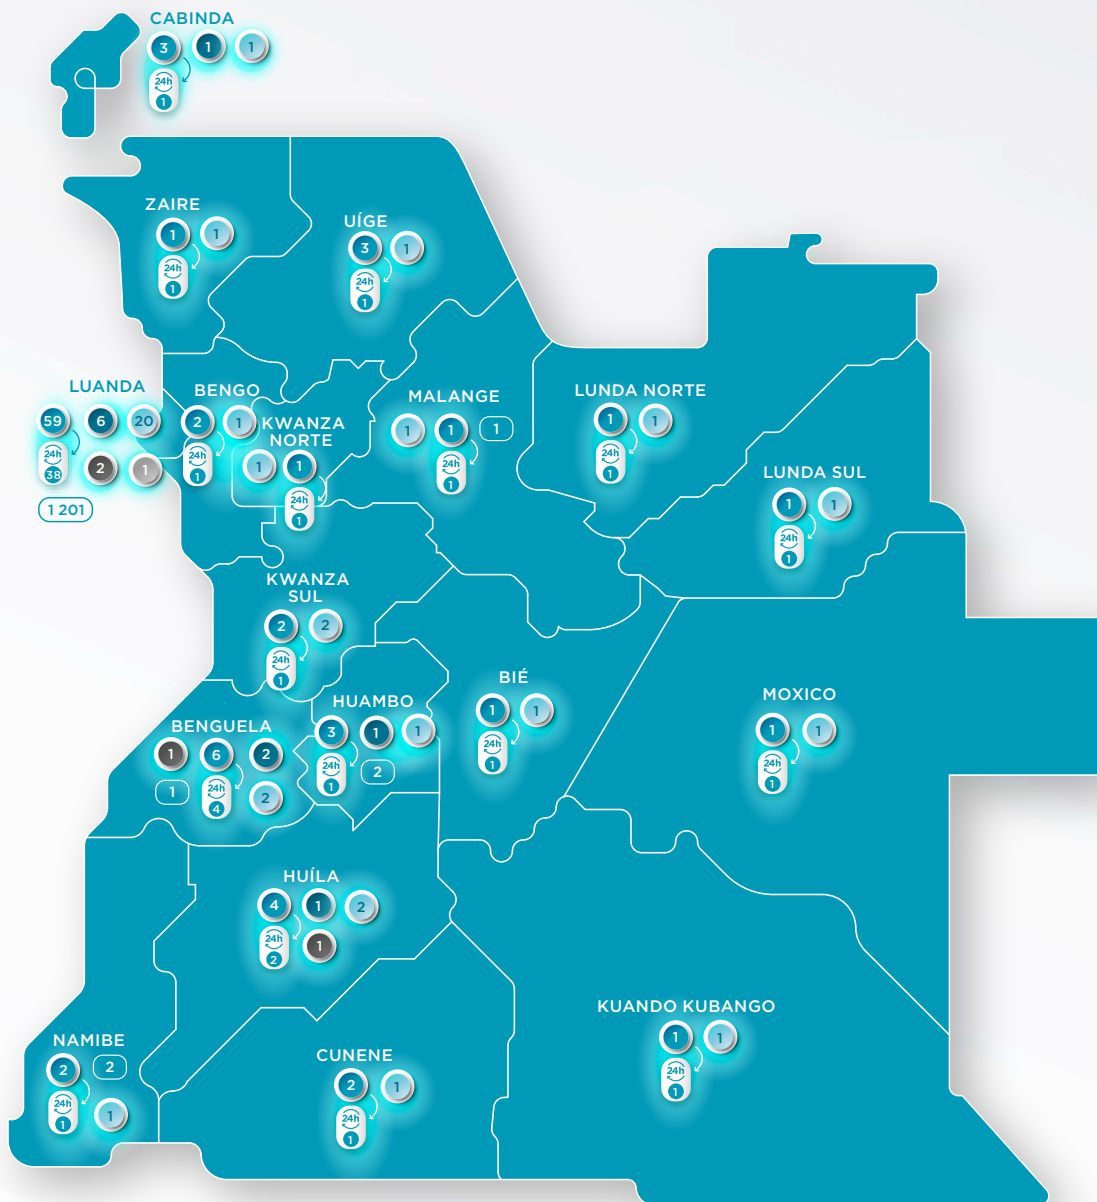 CABINDA
3 1 1
24h
1
ZAIRE
1 1
24h
1
UÍGE
3 1
24h
1
LUANDA
59 6 20
24h
38 2 1
1 201
BENGO
2 1
24h
1
KWANZA
NORTE
1 1
24h
1
MALANGE
1 1 1
24h
1
LUNDA NORTE
1 1
24h
1
LUNDA SUL
1 1
24h
1
KWANZA
SUL
2 2
24h
1
BENGUELA
1 6 2
24h
1 4 2
HUAMBO
3 1 1
24h
1 2
BIÉ
1 1
24h
1
MOXICO
1 1
24h
1
HUÍLA
4 1 2
24h
2 1
NAMIBE
2 2
24h
1 1
CUNENE
2 1
24h
1
KUANDO KUBANGO
1 1
24h
1